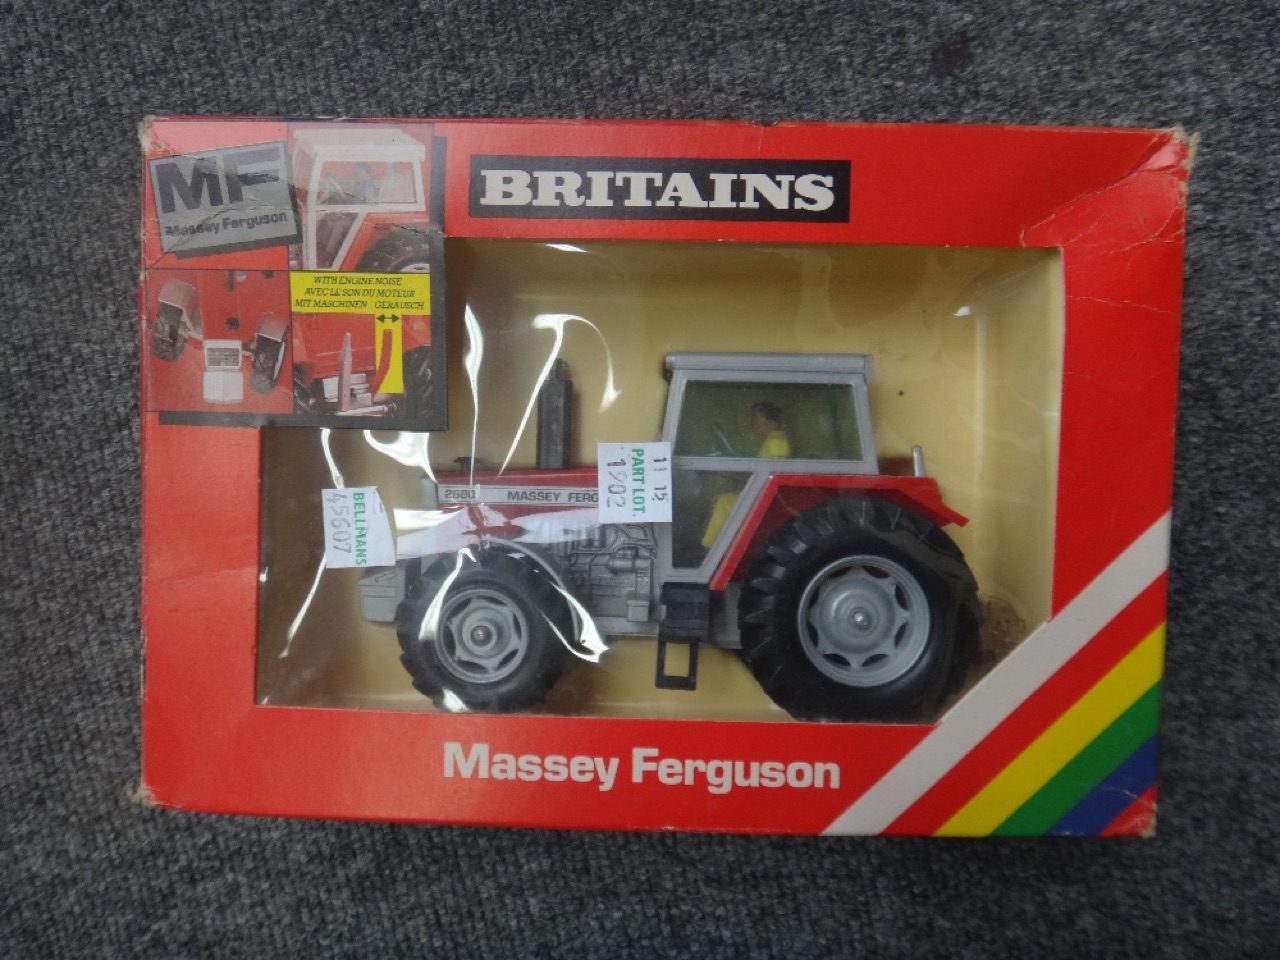 BRITAINS
MF
Massey Ferguson
WITH ENGINE NOISE
AVEC LE SON DU MOTEUR
MIT MASCHINEN GERAUSCH
2680 MASSEY FERG
11 12
PART LOT.
1902
BELLMANS
45607
Massey Ferguson